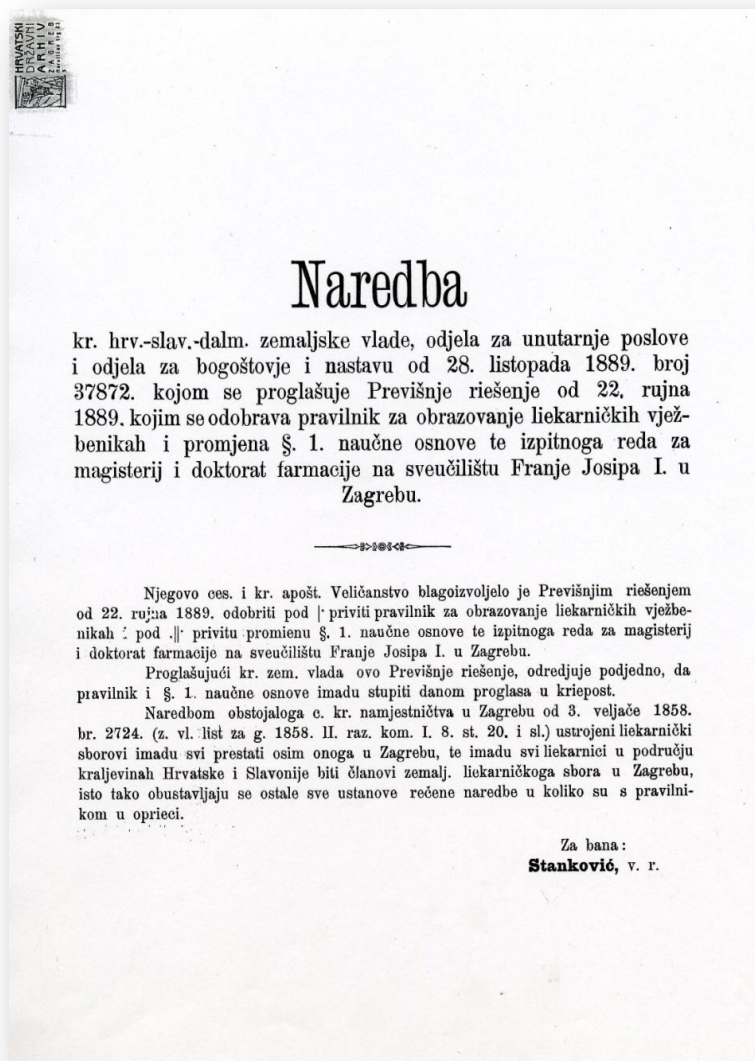 HRVATSKI
DRŽAVNI
ARHIV
ZAGREB
Naredba
kr. hrv.-slav.-dalm. zemaljske vlade, odjela za unutarnje poslove
i odjela za bogoštovje i nastavu od 28. listopada 1889. broj
37872. kojom se proglašuje Previšnje riešenje od 22. rujna
1889. kojim se odobrava pravilnik za obrazovanje liekarničkih vjež-
benikah i promjena §. 1. naučne osnove te izpitnoga reda za
magisterij i doktorat farmacije na sveučilištu Franje Josipa I. u
Zagrebu.
Njegovo ces. i kr. apošt. Veličanstvo blagoizvoljelo je Previšnjim riešenjem
od 22. rujna 1889. odobriti pod |· priviti pravilnik za obrazovanje liekarničkih vježbe-
nikah i pod .||· privitu promienu §. 1. naučne osnove te izpitnoga reda za magisterij
i doktorat farmacije na sveučilištu Franje Josipa I. u Zagrebu.
Proglašujući kr. zem. vlada ovo Previšnje riešenje, odredjuje podjedno, da
pravilnik i §. 1. naučne osnove imadu stupiti danom proglasa u kriepost.
Naredbom obstojaloga c. kr. namjestničtva u Zagrebu od 3. veljače 1858.
br. 2724. (z. vl. list za g. 1858. II. raz. kom. I. 8. st. 20. i sl.) ustrojeni liekarnički
sborovi imadu svi prestati osim onoga u Zagrebu, te imadu svi liekarnici u području
kraljevinah Hrvatske i Slavonije biti članovi zemalj. liekarničkoga sbora u Zagrebu,
isto tako obustavljaju se ostale sve ustanove rečene naredbe u koliko su s pravilni-
kom u oprieci.
Za bana:
Stanković, v. r.